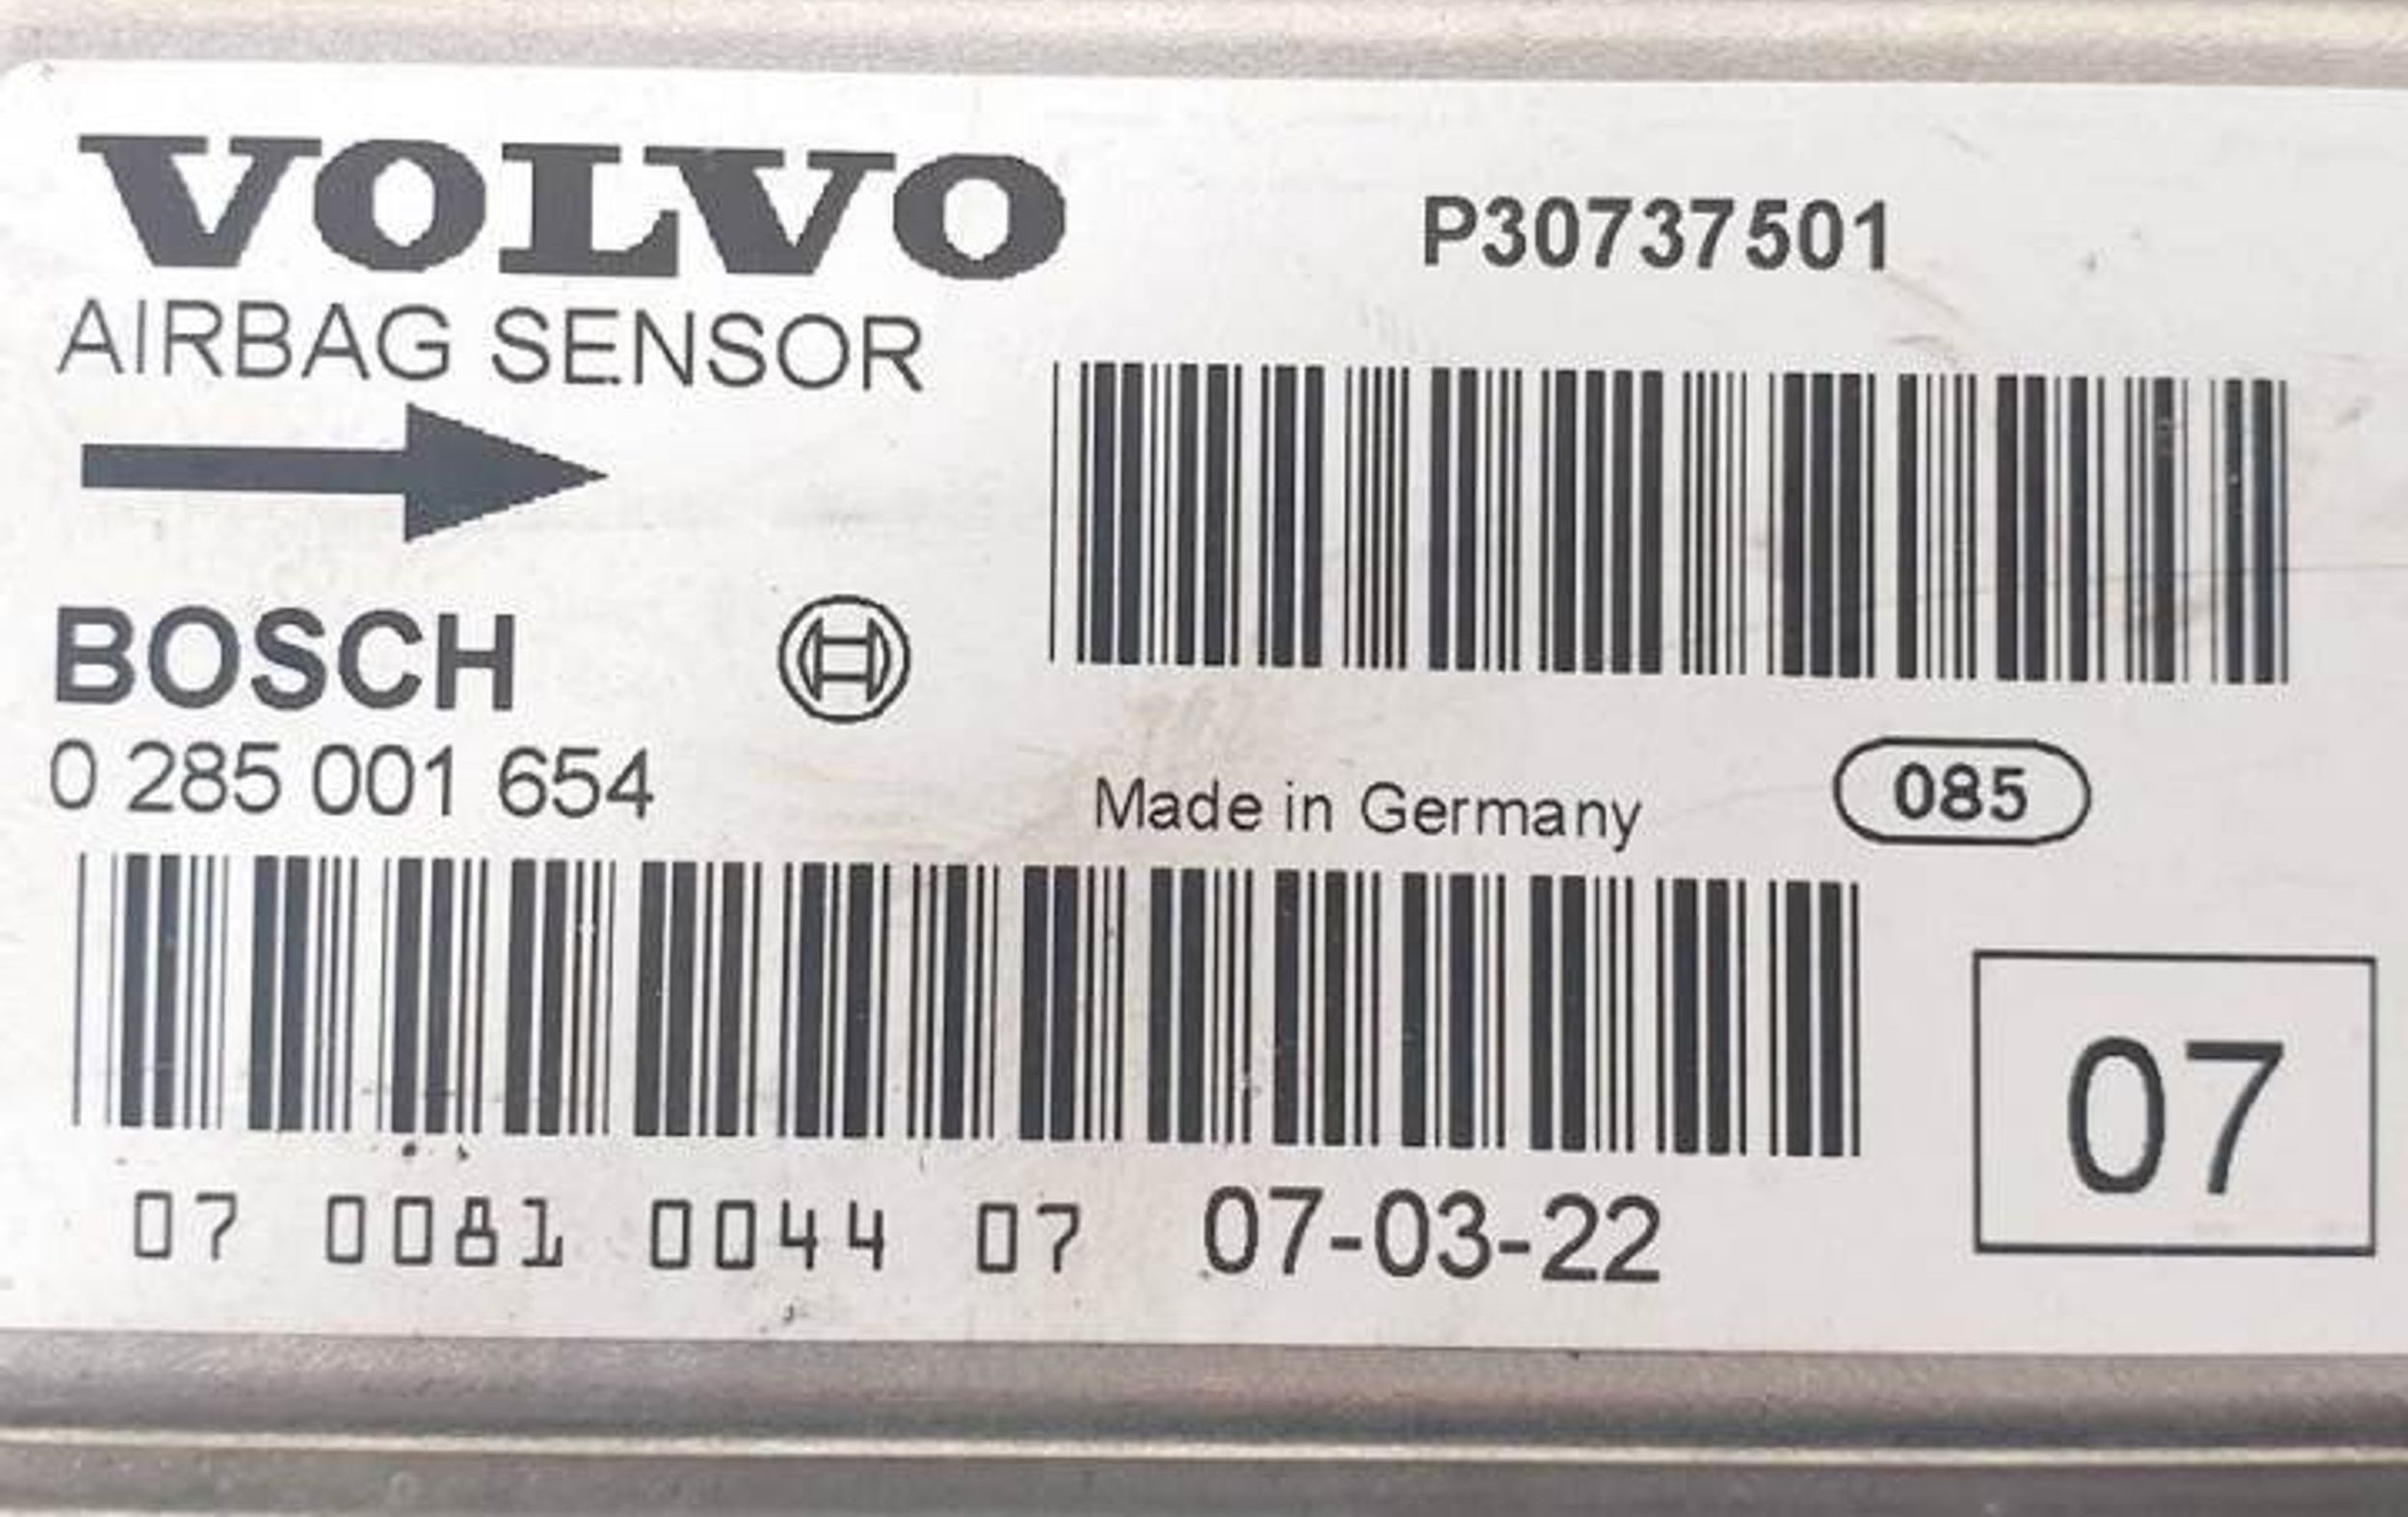 VOLVO
P30737501
AIRBAG SENSOR
BOSCH
0 285 001 654
Made in Germany
085
07 0081 0044 07 07-03-22
07